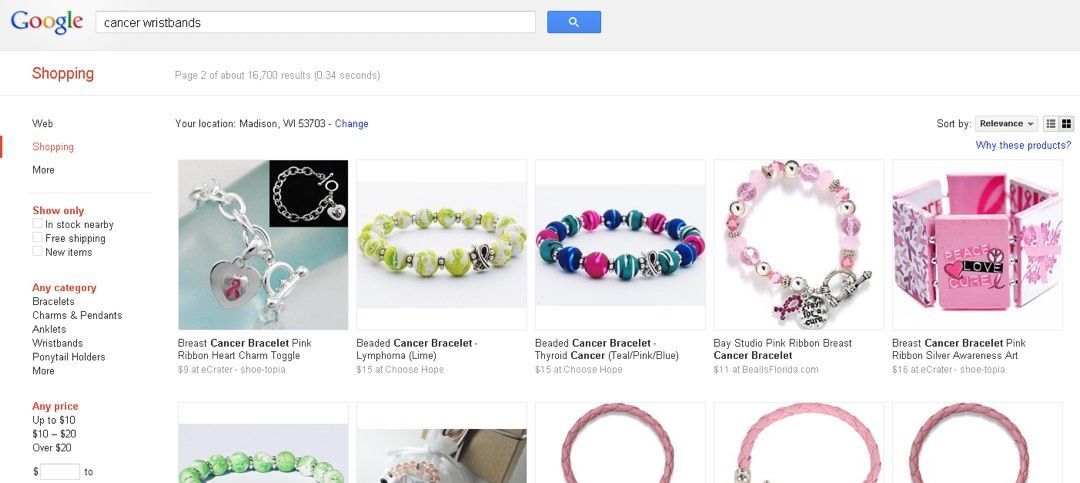 Google
cancer wristbands
Shopping
Page 2 of about 16,700 results (0.34 seconds)
Web
Shopping
More
Your location: Madison, WI 53703 - Change
Sort by: Relevance
Why these products?
Show only
In stock nearby
Free shipping
New items
Any category
Bracelets
Charms & Pendants
Anklets
Wristbands
Ponytail Holders
More
Any price
Up to $10
$10 – $20
Over $20
$ to
PEACE
LOVE
CURE
Breast Cancer Bracelet Pink
Ribbon Heart Charm Toggle
$9 at eCrater - shoe-topia
Beaded Cancer Bracelet -
Lymphoma (Lime)
$15 at Choose Hope
Beaded Cancer Bracelet -
Thyroid Cancer (Teal/Pink/Blue)
$15 at Choose Hope
Bay Studio Pink Ribbon Breast
Cancer Bracelet
$11 at BeallsFlorida.com
Breast Cancer Bracelet Pink
Ribbon Silver Awareness Art
$16 at eCrater - shoe-topia